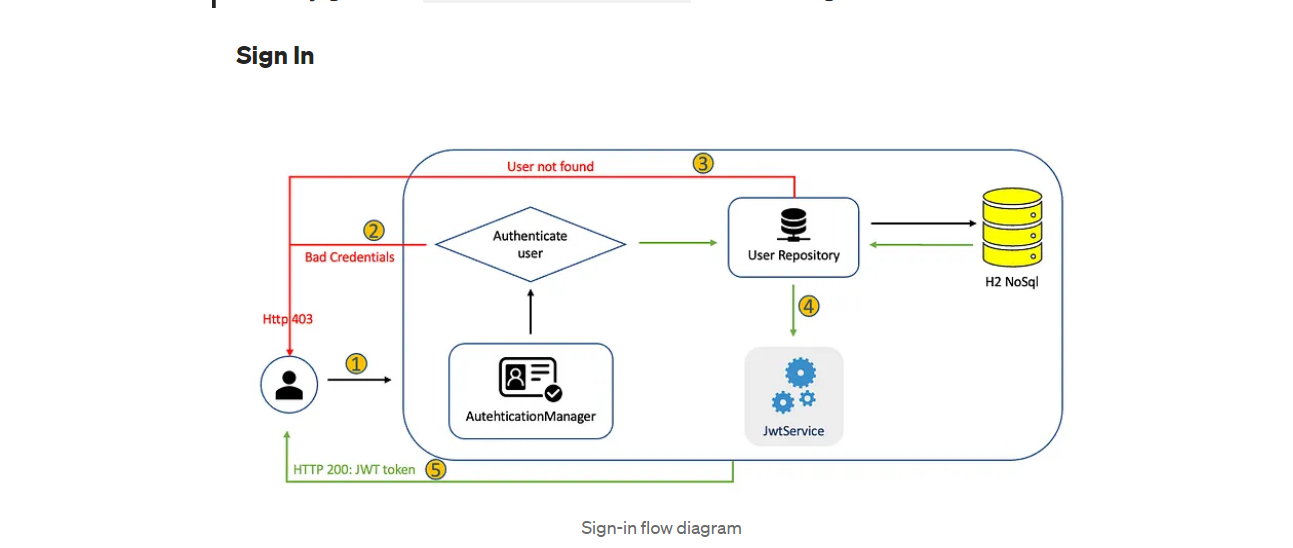 Sign In
User not found
3
2
Authenticate
user
Bad Credentials
User Repository
H2 NoSql
4
Http 403
1
AutehticationManager
JwtService
HTTP 200: JWT token
5
Sign-in flow diagram